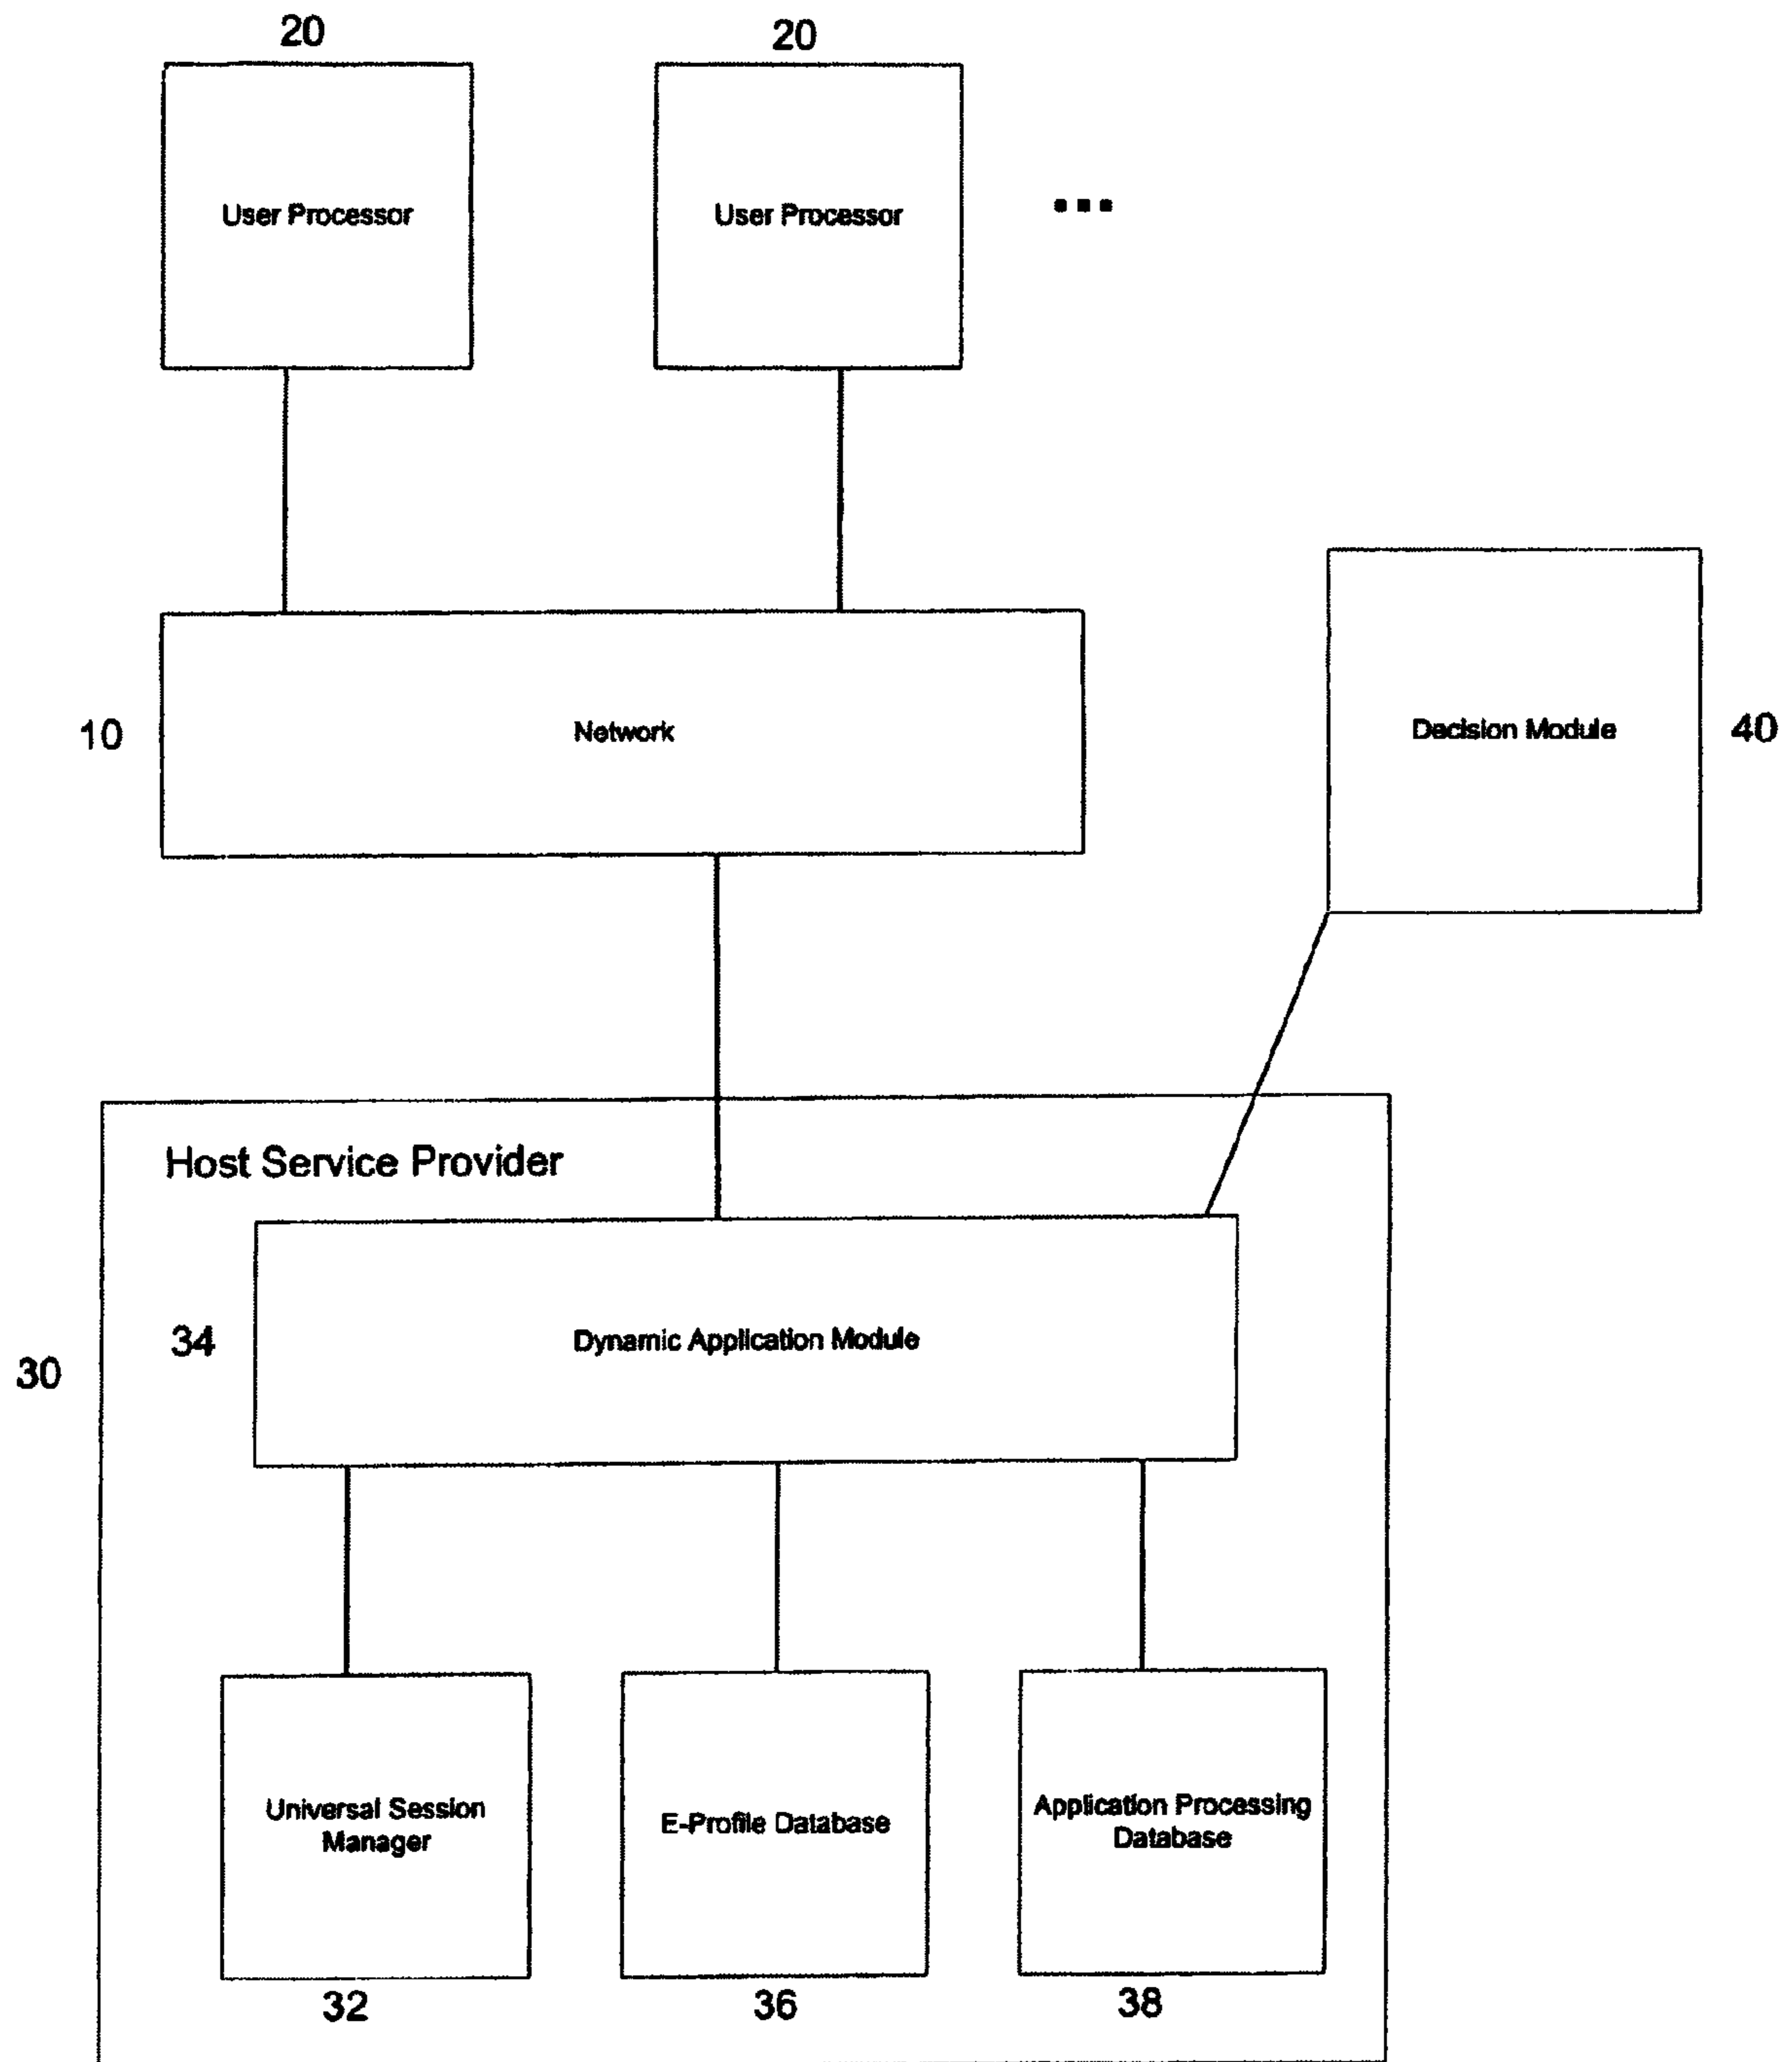 20
20
User Processor
User Processor
...
10
Network
Decision Module
40
Host Service Provider
34
Dynamic Application Module
30
Universal Session
Manager
E-Profile Database
Application Processing
Database
32
36
38